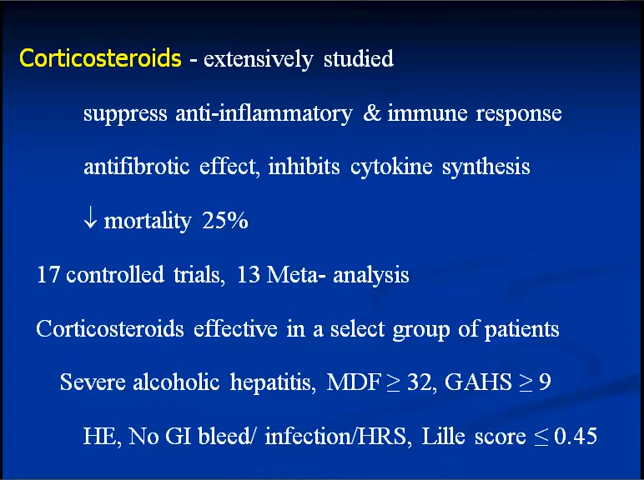 Corticosteroids - extensively studied
suppress anti-inflammatory & immune response
antifibrotic effect, inhibits cytokine synthesis
↓ mortality 25%
17 controlled trials, 13 Meta- analysis
Corticosteroids effective in a select group of patients
Severe alcoholic hepatitis, MDF ≥ 32, GAHS ≥ 9
HE, No GI bleed/ infection/HRS, Lille score ≤ 0.45